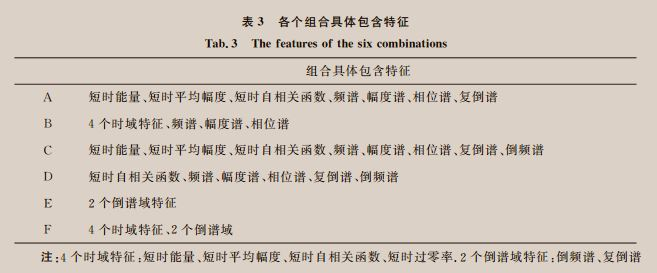 表 3 各个组合具体包含特征
Tab. 3 The features of the six combinations
组合具体包含特征
A 短时能量、短时平均幅度、短时自相关函数、频谱、幅度谱、相位谱、复倒谱
B 4 个时域特征、频谱、幅度谱、相位谱
C 短时能量、短时平均幅度、短时自相关函数、频谱、幅度谱、相位谱、复倒谱、倒频谱
D 短时自相关函数、频谱、幅度谱、相位谱、复倒谱、倒频谱
E 2 个倒谱域特征
F 4 个时域特征、2 个倒谱域
注:4 个时域特征:短时能量、短时平均幅度、短时自相关函数、短时过零率. 2 个倒谱域特征:倒频谱、复倒谱